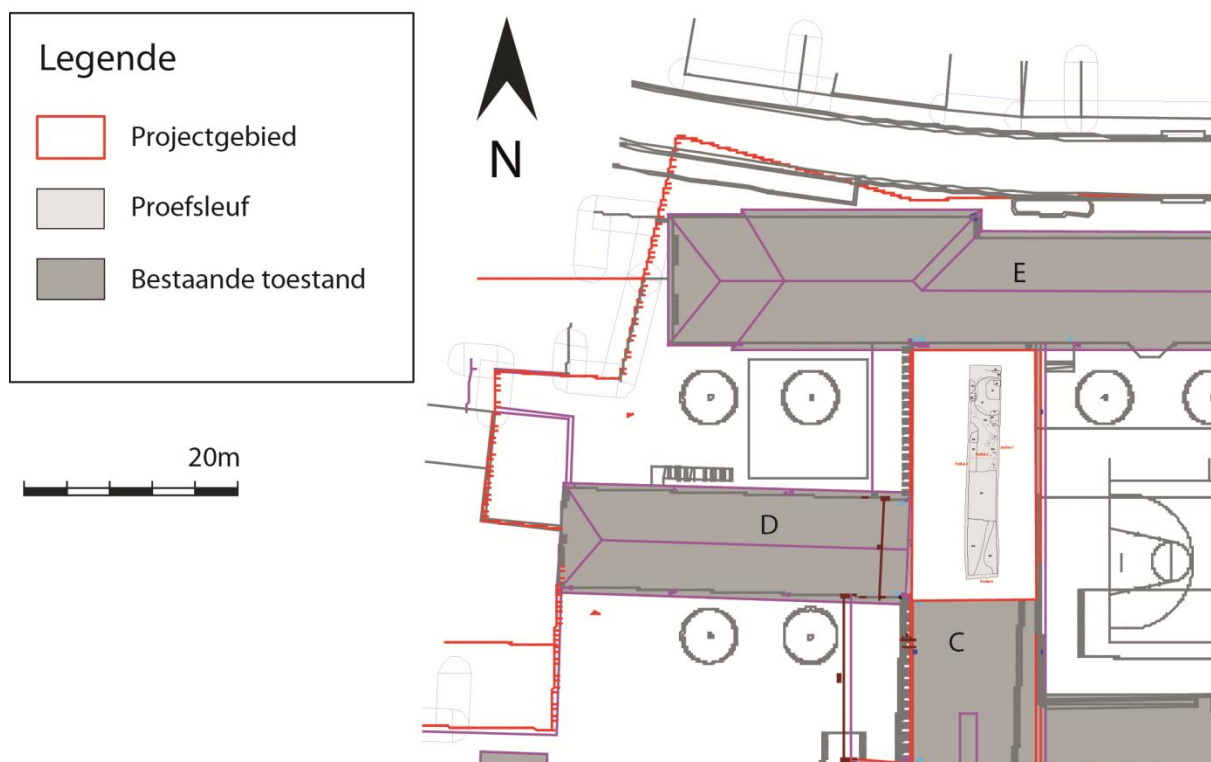 Legende
Projectgebied
Proefsleuf
Bestaande toestand
N
20m
E
D
C